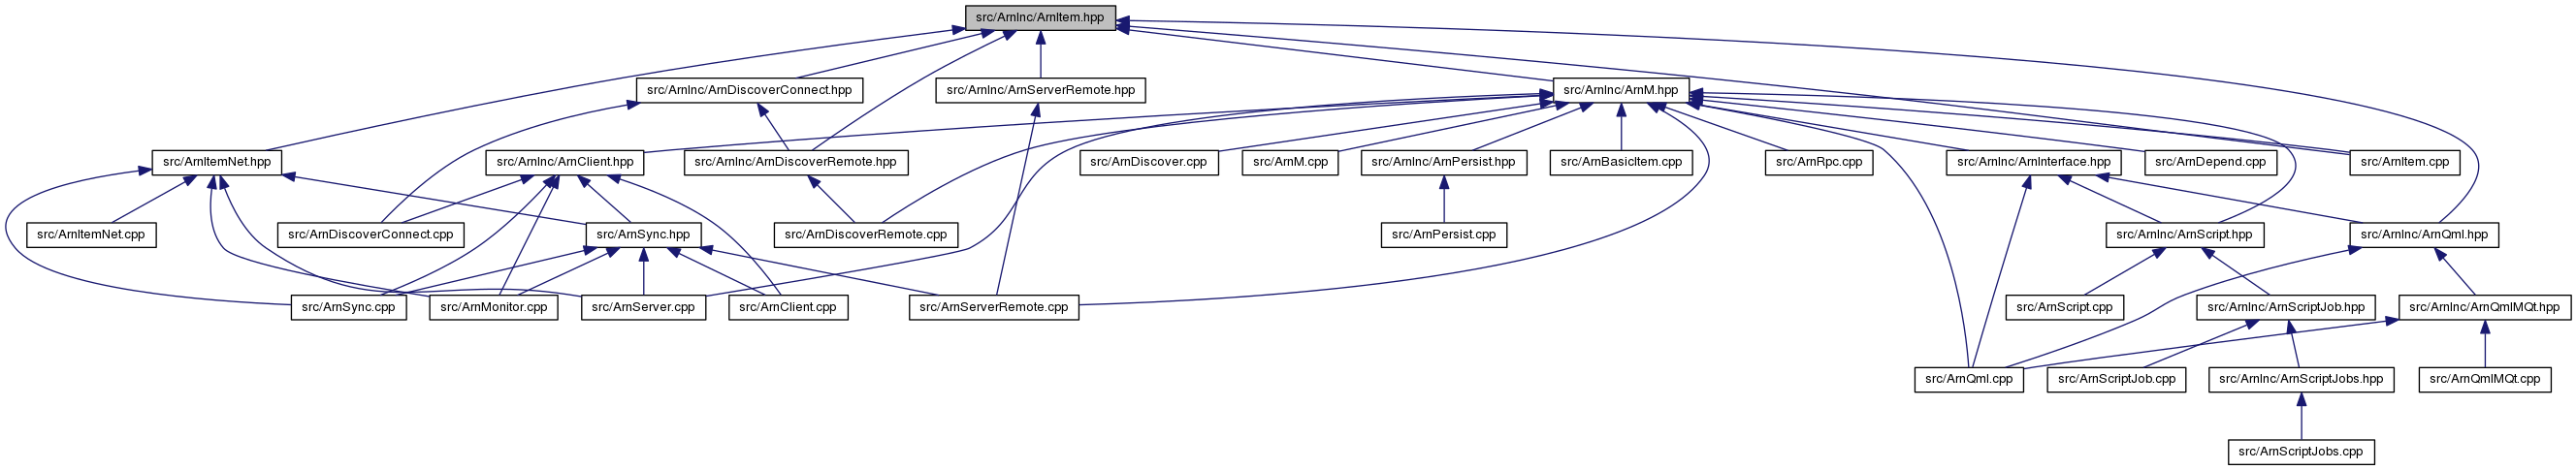 src/ArnInc/ArnItem.hpp
src/ArnInc/ArnDiscoverConnect.hpp
src/ArnInc/ArnServerRemote.hpp
src/ArnInc/ArnM.hpp
src/ArnItemNet.hpp
src/ArnInc/ArnClient.hpp
src/ArnInc/ArnDiscoverRemote.hpp
src/ArnDiscover.cpp
src/ArnM.cpp
src/ArnInc/ArnPersist.hpp
src/ArnBasicItem.cpp
src/ArnRpc.cpp
src/ArnInc/ArnInterface.hpp
src/ArnDepend.cpp
src/ArnItem.cpp
src/ArnItemNet.cpp
src/ArnDiscoverConnect.cpp
src/ArnSync.hpp
src/ArnDiscoverRemote.cpp
src/ArnPersist.cpp
src/ArnInc/ArnScript.hpp
src/ArnInc/ArnQml.hpp
src/ArnSync.cpp
src/ArnMonitor.cpp
src/ArnServer.cpp
src/ArnClient.cpp
src/ArnServerRemote.cpp
src/ArnScript.cpp
src/ArnInc/ArnScriptJob.hpp
src/ArnInc/ArnQmlMQt.hpp
src/ArnQml.cpp
src/ArnScriptJob.cpp
src/ArnInc/ArnScriptJobs.hpp
src/ArnQmlMQt.cpp
src/ArnScriptJobs.cpp